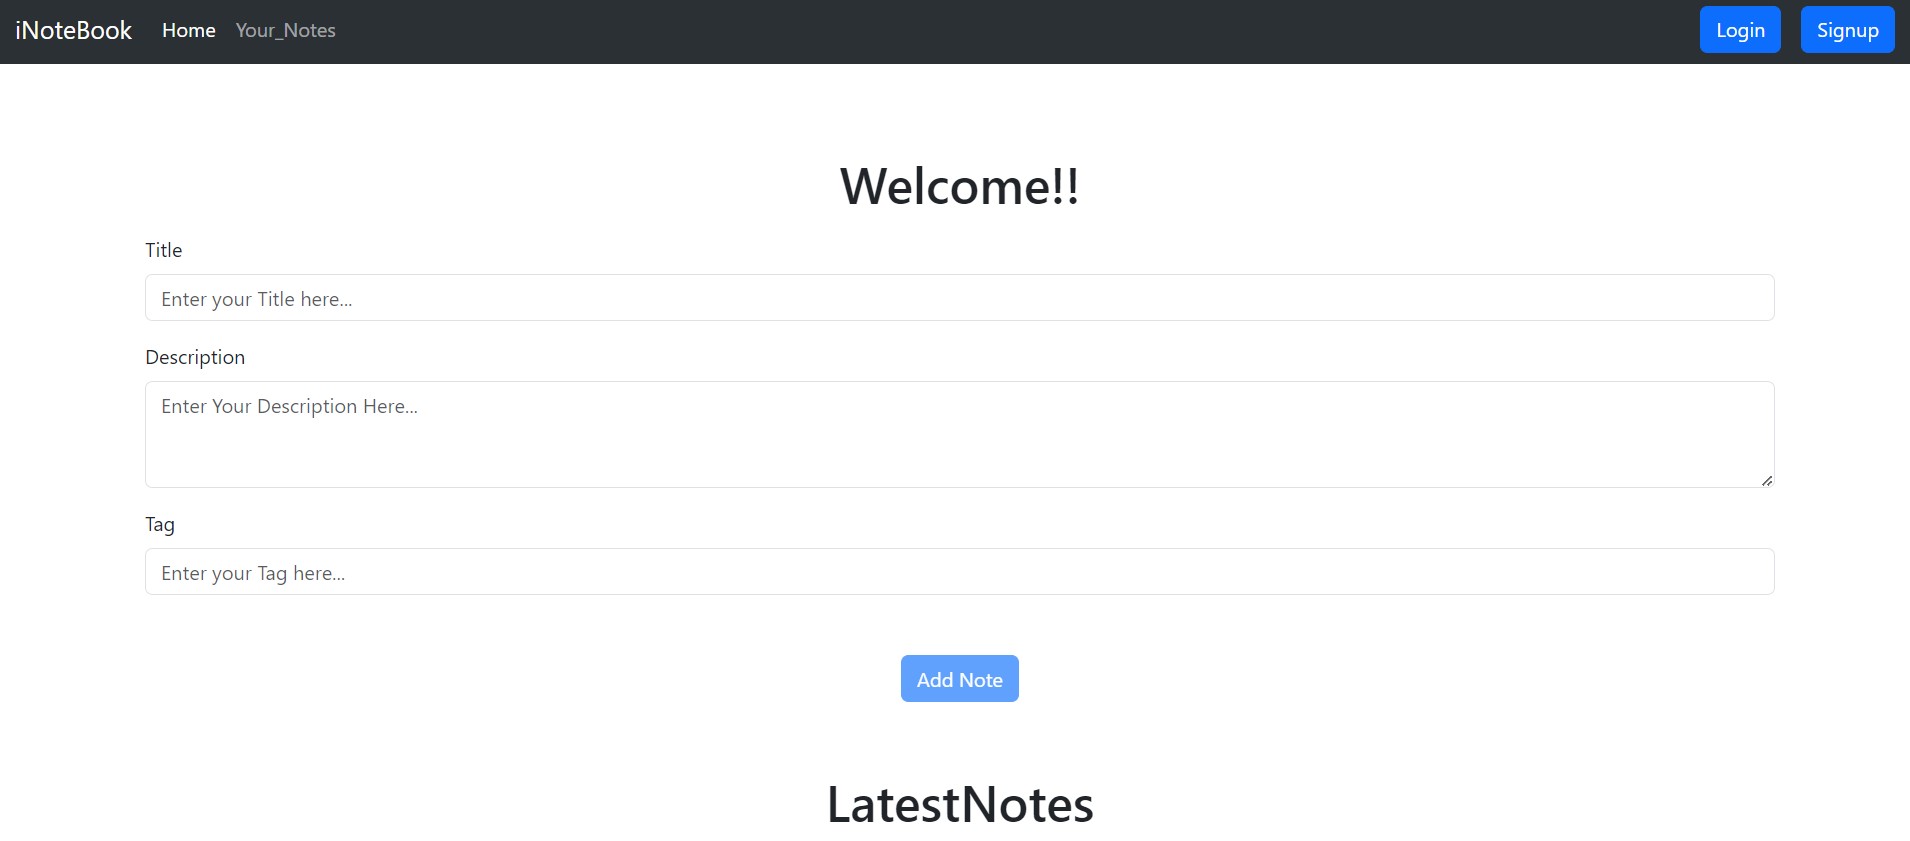 iNoteBook Home Your_Notes Login Signup
Welcome!!
Title
Enter your Title here...
Description
Enter Your Description Here...
Tag
Enter your Tag here...
Add Note
LatestNotes